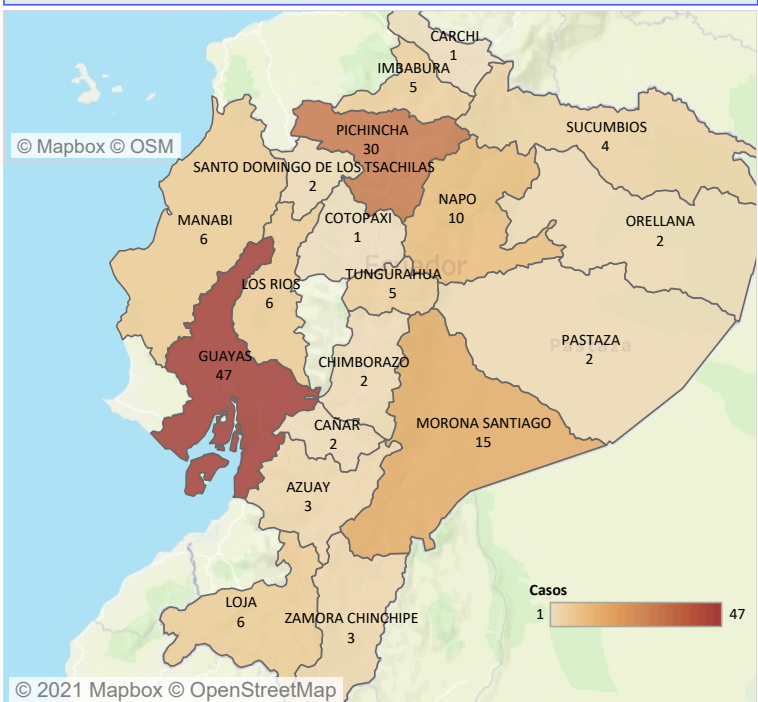 CARCHI
1
IMBABURA
5
© Mapbox © OSM
PICHINCHA
30
SUCUMBIOS
4
SANTO DOMINGO DE LOS TSACHILAS
2
NAPO
10
MANABI
6
COTOPAXI
1
ORELLANA
2
Ecuador
TUNGURAHUA
5
LOS RIOS
6
PASTAZA
Pastaza
2
GUAYAS
47
CHIMBORAZO
2
CAÑAR
2
MORONA SANTIAGO
15
AZUAY
3
Casos
1 47
LOJA
6
ZAMORA CHINCHIPE
3
© 2021 Mapbox © OpenStreetMap